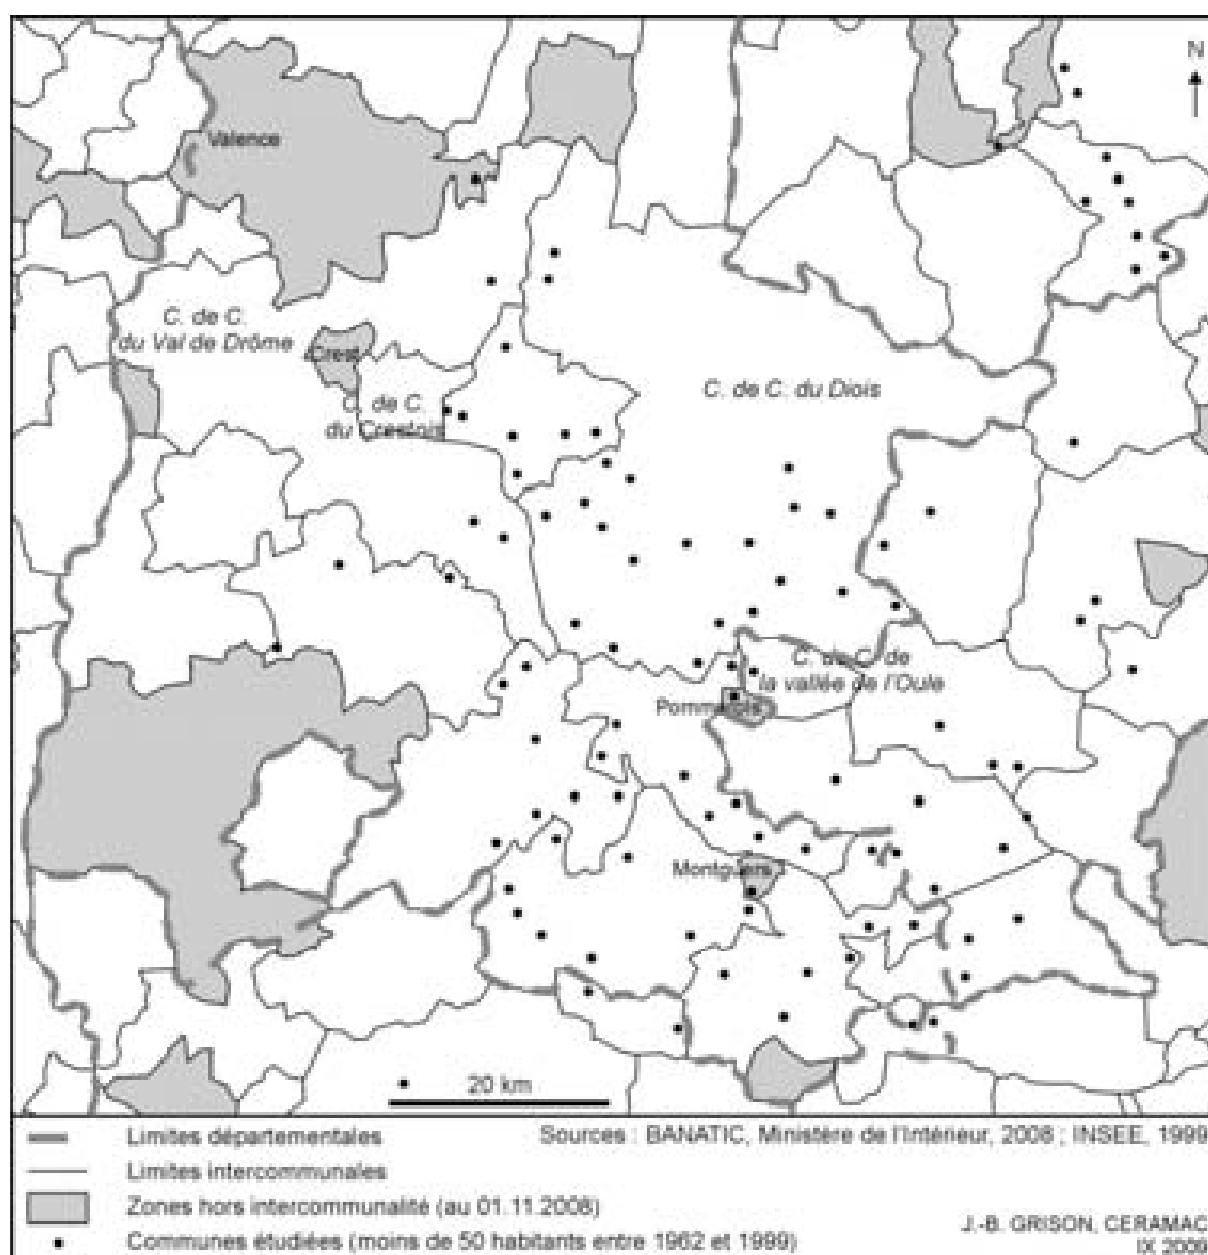 N
Valence
C. de C.
du Val de Drôme
Crest
C. de C. du Diois
C. de C.
du Crestois
C. de C. de
la vallée de l'Oule
Pommerols
Montguers
20 km
Limites départementales
Sources : BANATIC, Ministère de l'Intérieur, 2008 ; INSEE, 1999
Limites intercommunales
Zones hors intercommunalité (au 01.11.2008)
Communes étudiées (moins de 50 habitants entre 1962 et 1999)
J.-B. GRISON, CERAMAC
IX 2009